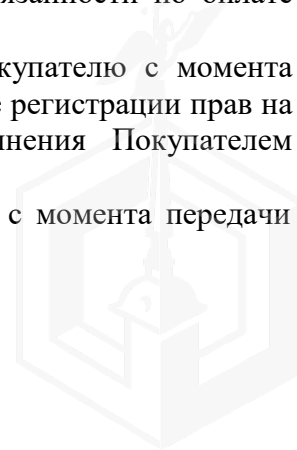 язанности по оплате
купателю с момента
е регистрации прав на
нения Покупателем
с момента передачи